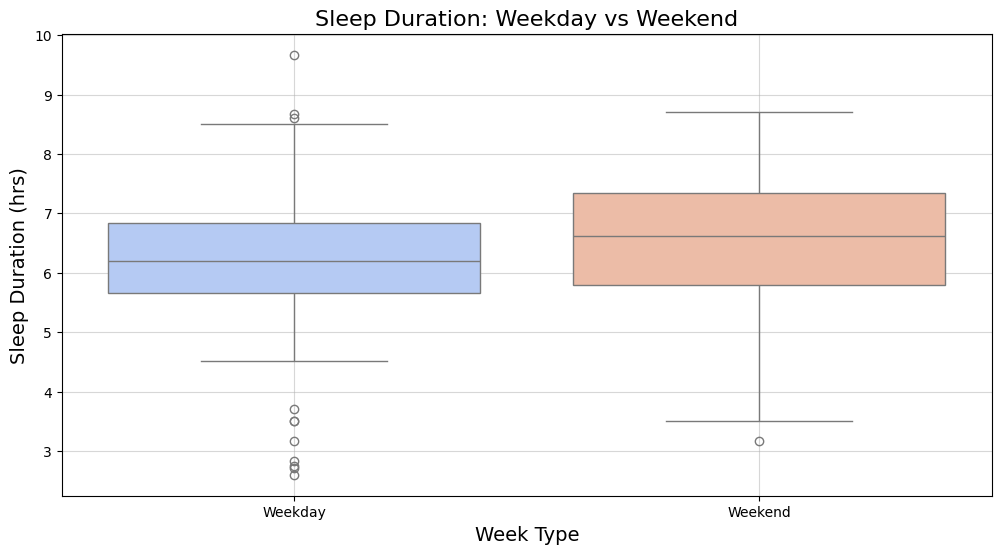 Sleep Duration: Weekday vs Weekend
10
9
8
7
6
5
4
3
Sleep Duration (hrs)
Weekday
Weekend
Week Type